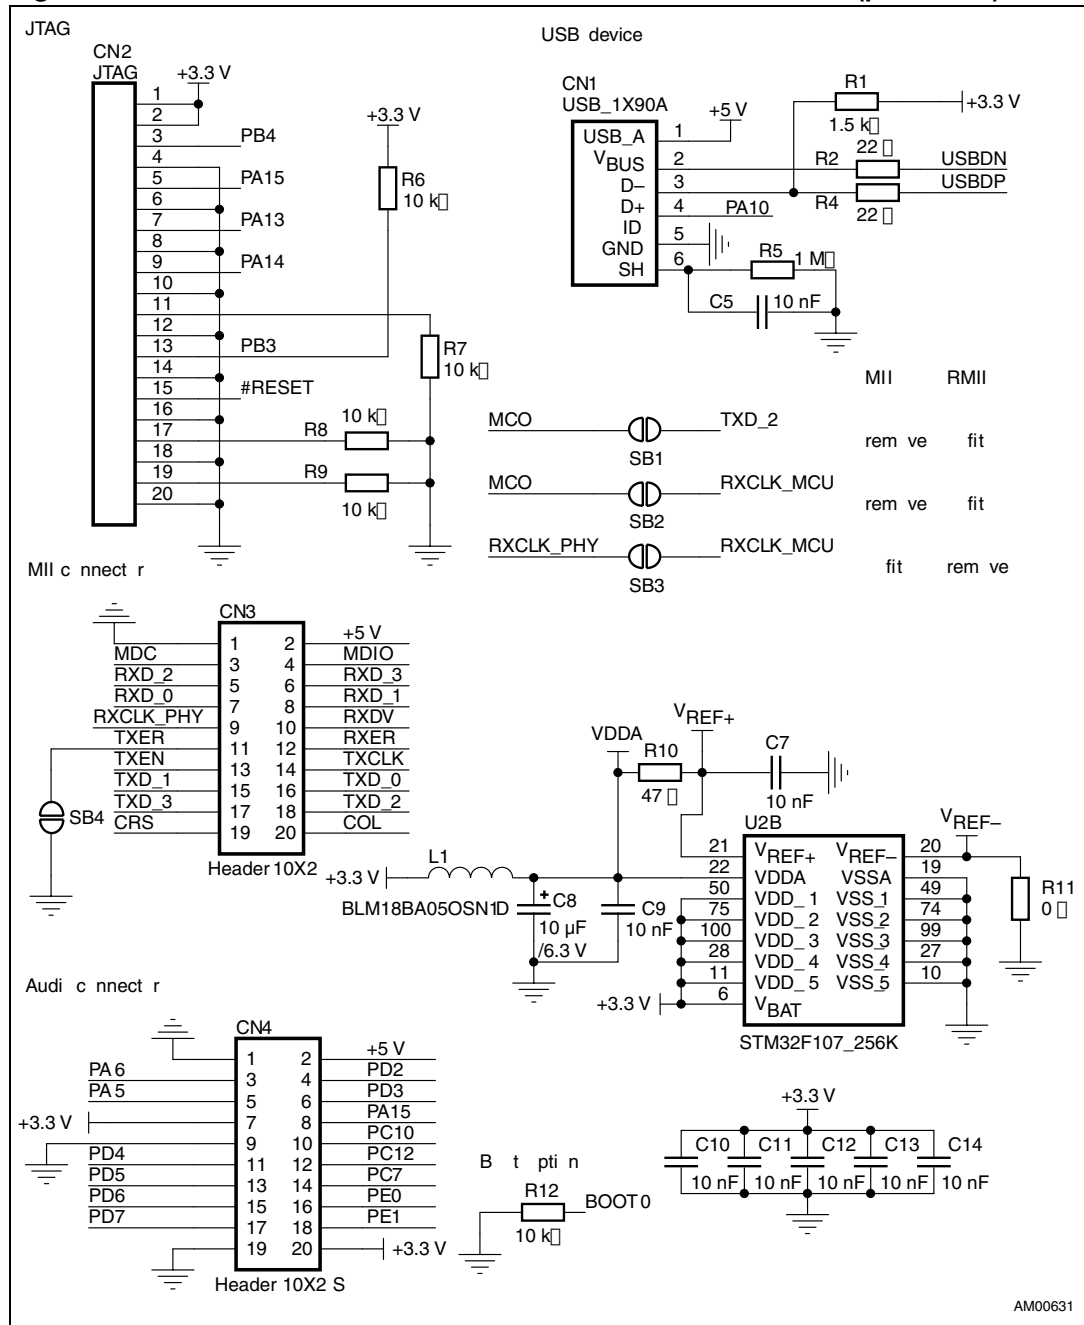 JTAG
CN2
JTAG
+3.3 V
1
2
3 PB4
4
5 PA15
6
7 PA13
8
9 PA14
10
11
12
13 PB3
14
15 #RESET
16
17
18
19
20
+3.3 V
R6
10 k▯
R7
10 k▯
10 k▯
R8
R9
10 k▯
USB device
CN1
USB_1X90A
USB_A 1 +5 V
VBUS 2
D– 3
D+ 4 PA10
ID 5
GND 6
SH
R1
1.5 k▯
+3.3 V
22 ▯
R2 USBDN
USBDP
R4
22 ▯
R5 1 M▯
C5 10 nF
MII RMII
MCO TXD_2
SB1
rem ve fit
MCO RXCLK_MCU
SB2
rem ve fit
RXCLK_PHY RXCLK_MCU
SB3
fit rem ve
MII c nnect r
CN3
1 2 +5 V
MDC 3 4 MDIO
RXD_2 5 6 RXD_3
RXD_0 7 8 RXD_1
RXCLK_PHY 9 10 RXDV
TXER 11 12 RXER
TXEN 13 14 TXCLK
TXD_1 15 16 TXD_0
TXD_3 17 18 TXD_2
CRS 19 20 COL
SB4
Header 10X2
VREF+
VDDA
R10
47 ▯
C7
10 nF
+3.3 V
L1
BLM18BA05OSN1D
+ C8
10 µF
/6.3 V
C9
10 nF
U2B
VREF–
21 VREF+ VREF– 20
22 VDDA VSSA 19
50 VDD_1 VSS_1 49
75 VDD_2 VSS_2 74
100 VDD_3 VSS_3 99
28 VDD_4 VSS_4 27
11 VDD_5 VSS_5 10
+3.3 V 6 VBAT
STM32F107_256K
R11
0 ▯
Audi c nnect r
CN4
1 2 +5 V
PA6 3 4 PD2
PA5 5 6 PD3
+3.3 V 7 8 PA15
9 10 PC10
PD4 11 12 PC12
PD5 13 14 PC7
PD6 15 16 PE0
PD7 17 18 PE1
19 20 +3.3 V
Header 10X2 S
B t pti n
R12
BOOT0
10 k▯
+3.3 V
C10 C11 C12 C13 C14
10 nF 10 nF 10 nF 10 nF 10 nF
AM00631